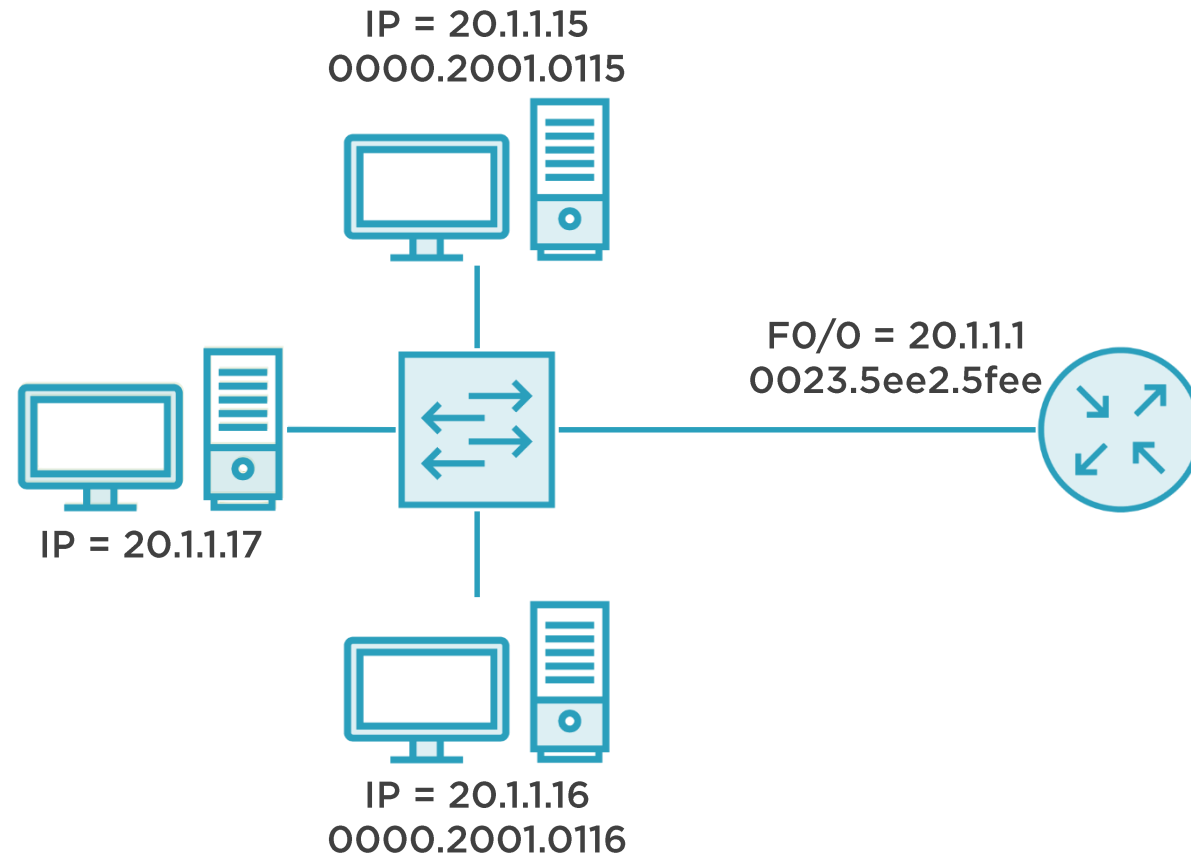 IP = 20.1.1.15
0000.2001.0115
F0/0 = 20.1.1.1
0023.5ee2.5fee
IP = 20.1.1.17
IP = 20.1.1.16
0000.2001.0116